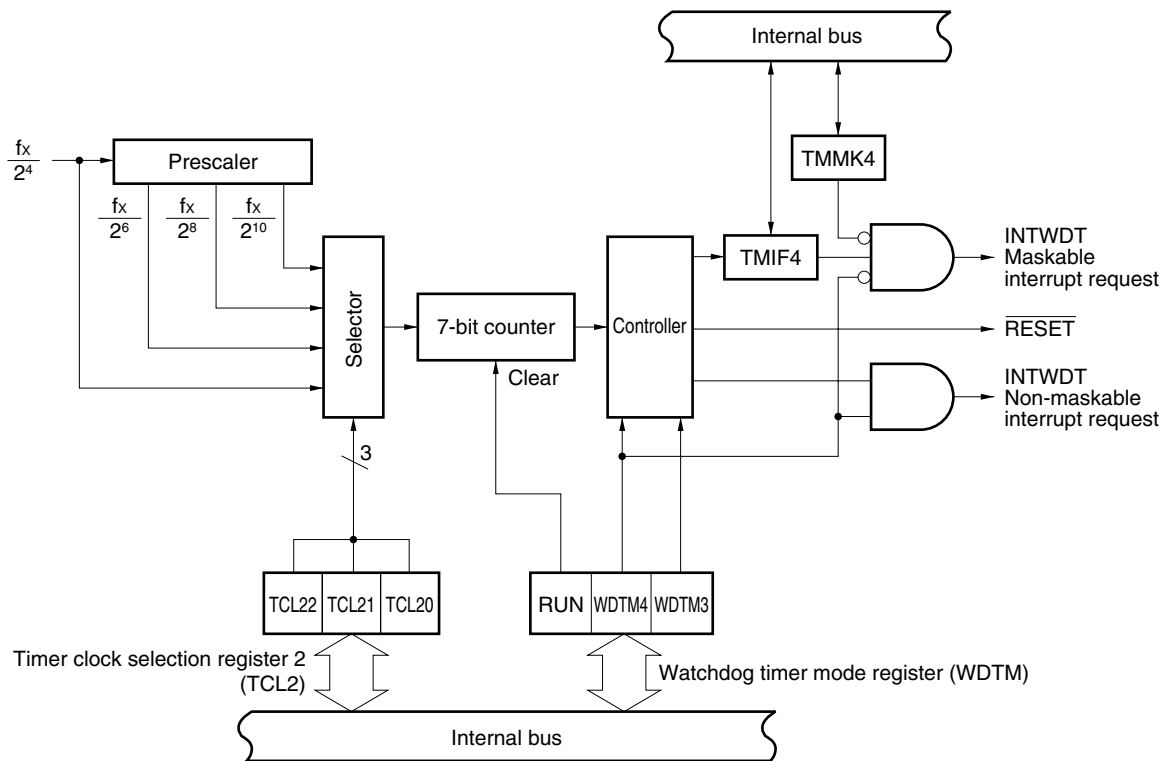 Internal bus
fX
2⁴
Prescaler
TMMK4
fX
2⁶
fX
2⁸
fX
2¹⁰
INTWDT
Maskable
interrupt request
TMIF4
Selector
7-bit counter
Controller
RESET
Clear
INTWDT
Non-maskable
interrupt request
3
TCL22 TCL21 TCL20
RUN WDTM4 WDTM3
Timer clock selection register 2
(TCL2)
Watchdog timer mode register (WDTM)
Internal bus